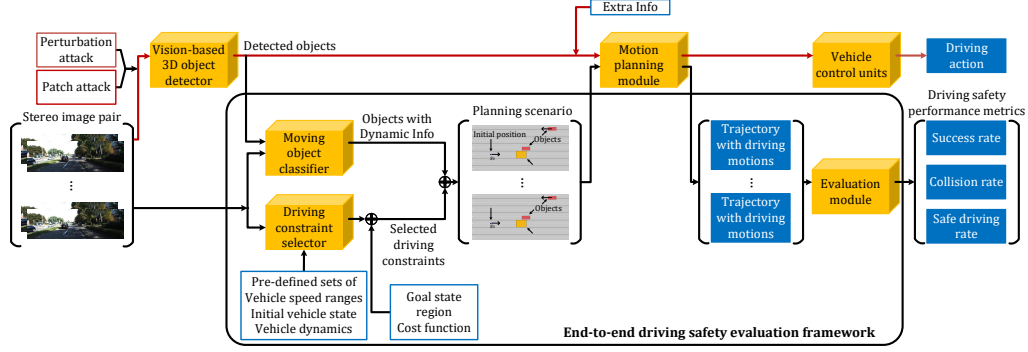 Extra Info
Perturbation
attack
Patch attack
Vision-based
3D object
detector
Detected objects
Motion
planning
module
Vehicle
control units
Driving
action
Stereo image pair
Moving
object
classifier
Objects with
Dynamic Info
Planning scenario
Initial position
Objects
Objects
Driving
constraint
selector
Selected
driving
constraints
Pre-defined sets of
Vehicle speed ranges
Initial vehicle state
Vehicle dynamics
Goal state
region
Cost function
Trajectory
with driving
motions
Trajectory
with driving
motions
Evaluation
module
Driving safety
performance metrics
Success rate
Collision rate
Safe driving
rate
End-to-end driving safety evaluation framework